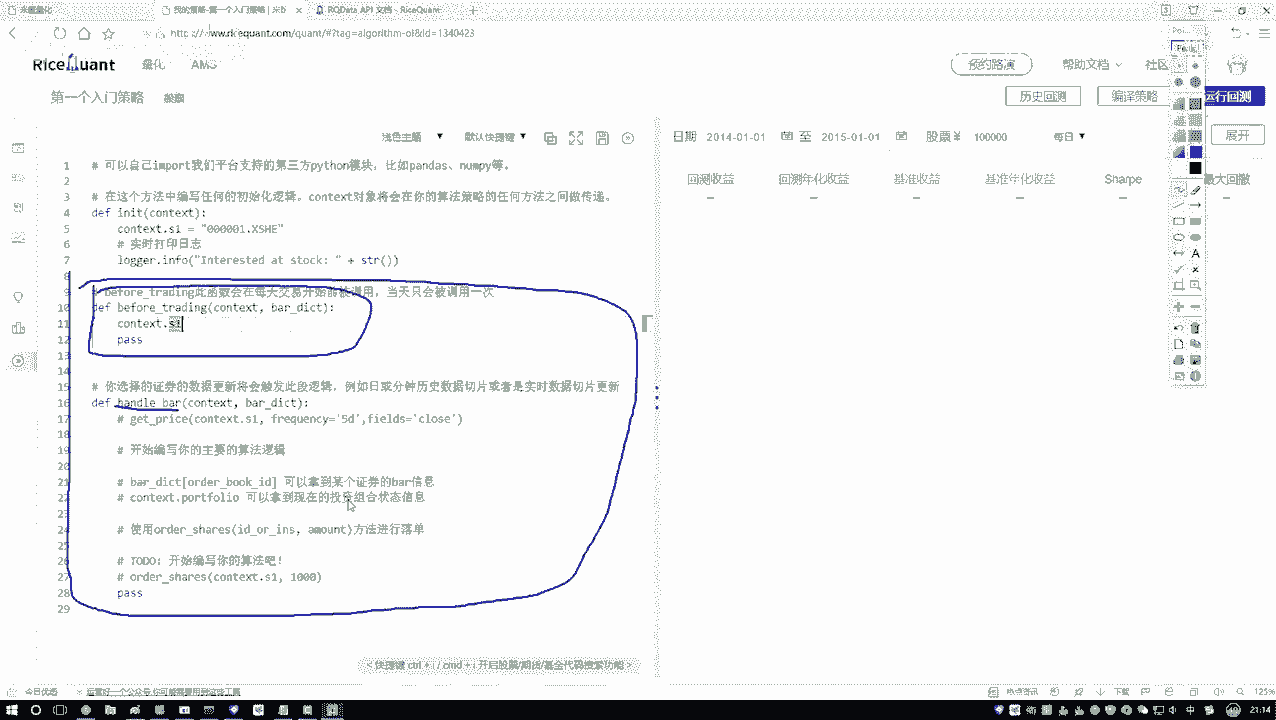 我的策略-第一个入门策略 | 米b
RQData API 文档 - RiceQuant
www.ricequant.com/quant/#?tag=algorithm-ol&id=1340423
RiceQuant
量化
AMS
预约路演
帮助文档
社区
第一个入门策略
历史回测
编译策略
运行回测
浅色主题
默认快捷键
日期 2014-01-01 至 2015-01-01 股票 ¥ 100000 每日
展开
回测收益 回测年化收益 基准收益 基准年化收益 Sharpe 最大回撤
1 # 可以自己import我们平台支持的第三方python模块，比如pandas、numpy等。
2
3 # 在这个方法中编写任何的初始化逻辑。context对象将会在你的算法策略的任何方法之间做传递。
4 def init(context):
5 context.s1 = "000001.XSHE"
6 # 实时打印日志
7 logger.info("Interested at stock: " + str())
8
9 # before_trading此函数会在每天交易开始前被调用，当天只会被调用一次
10 def before_trading(context, bar_dict):
11 context.s1
12 pass
13
14
15 # 你选择的证券的数据更新将会触发此段逻辑，例如日或分钟历史数据切片或者是实时数据切片更新
16 def handle_bar(context, bar_dict):
17 # get_price(context.s1, frequency='5d',fields='close')
18
19 # 开始编写你的主要的算法逻辑
20
21 # bar_dict[order_book_id] 可以拿到某个证券的bar信息
22 # context.portfolio 可以拿到现在的投资组合状态信息
23
24 # 使用order_shares(id_or_ins, amount)方法进行落单
25
26 # TODO: 开始编写你的算法吧！
27 # order_shares(context.s1, 1000)
28 pass
29
快捷键 ctrl + i / cmd + i 开启股票/期货/基金代码搜索功能
今日优选
热点资讯
下载
125%
中
21:14